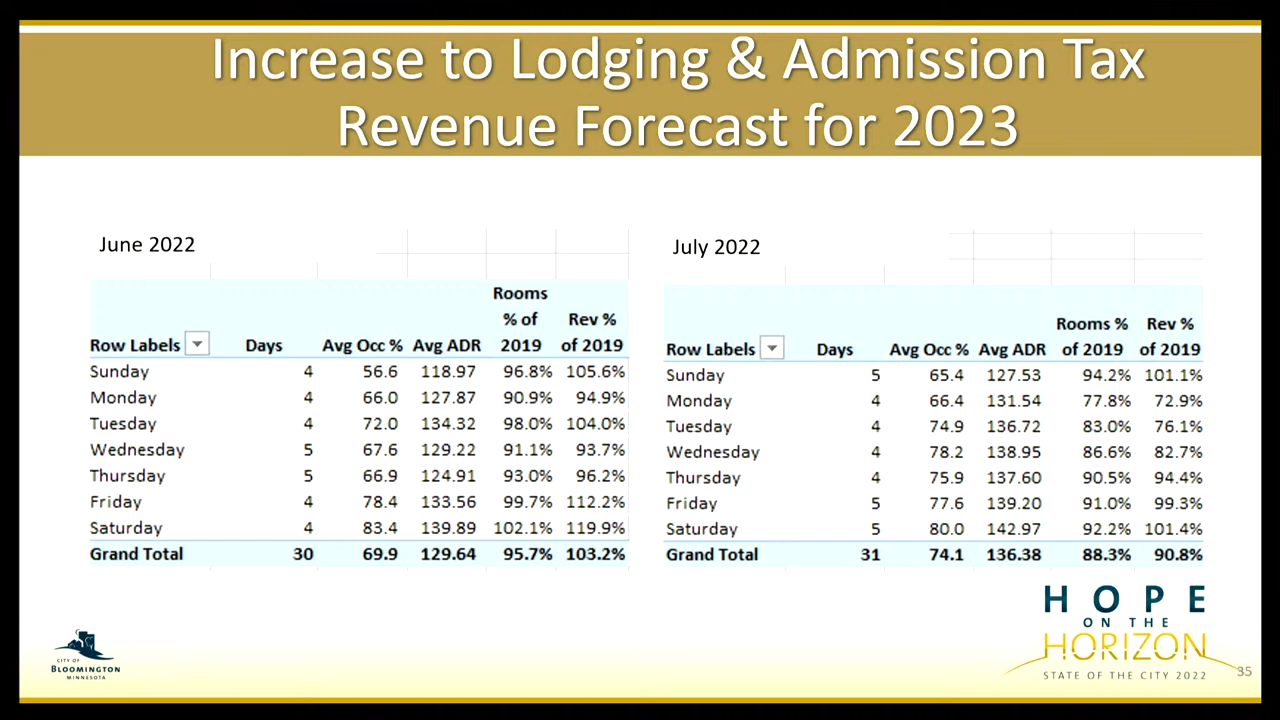 Increase to Lodging & Admission Tax
Revenue Forecast for 2023
June 2022
Rooms
% of Rev %
Row Labels Days Avg Occ % Avg ADR 2019 of 2019
Sunday 4 56.6 118.97 96.8% 105.6%
Monday 4 66.0 127.87 90.9% 94.9%
Tuesday 4 72.0 134.32 98.0% 104.0%
Wednesday 5 67.6 129.22 91.1% 93.7%
Thursday 5 66.9 124.91 93.0% 96.2%
Friday 4 78.4 133.56 99.7% 112.2%
Saturday 4 83.4 139.89 102.1% 119.9%
Grand Total 30 69.9 129.64 95.7% 103.2%
July 2022
Rooms % Rev %
Row Labels Days Avg Occ % Avg ADR of 2019 of 2019
Sunday 5 65.4 127.53 94.2% 101.1%
Monday 4 66.4 131.54 77.8% 72.9%
Tuesday 4 74.9 136.72 83.0% 76.1%
Wednesday 4 78.2 138.95 86.6% 82.7%
Thursday 4 75.9 137.60 90.5% 94.4%
Friday 5 77.6 139.20 91.0% 99.3%
Saturday 5 80.0 142.97 92.2% 101.4%
Grand Total 31 74.1 136.38 88.3% 90.8%
CITY OF
BLOOMINGTON
MINNESOTA
HOPE
ON THE
HORIZON
STATE OF THE CITY 2022
35